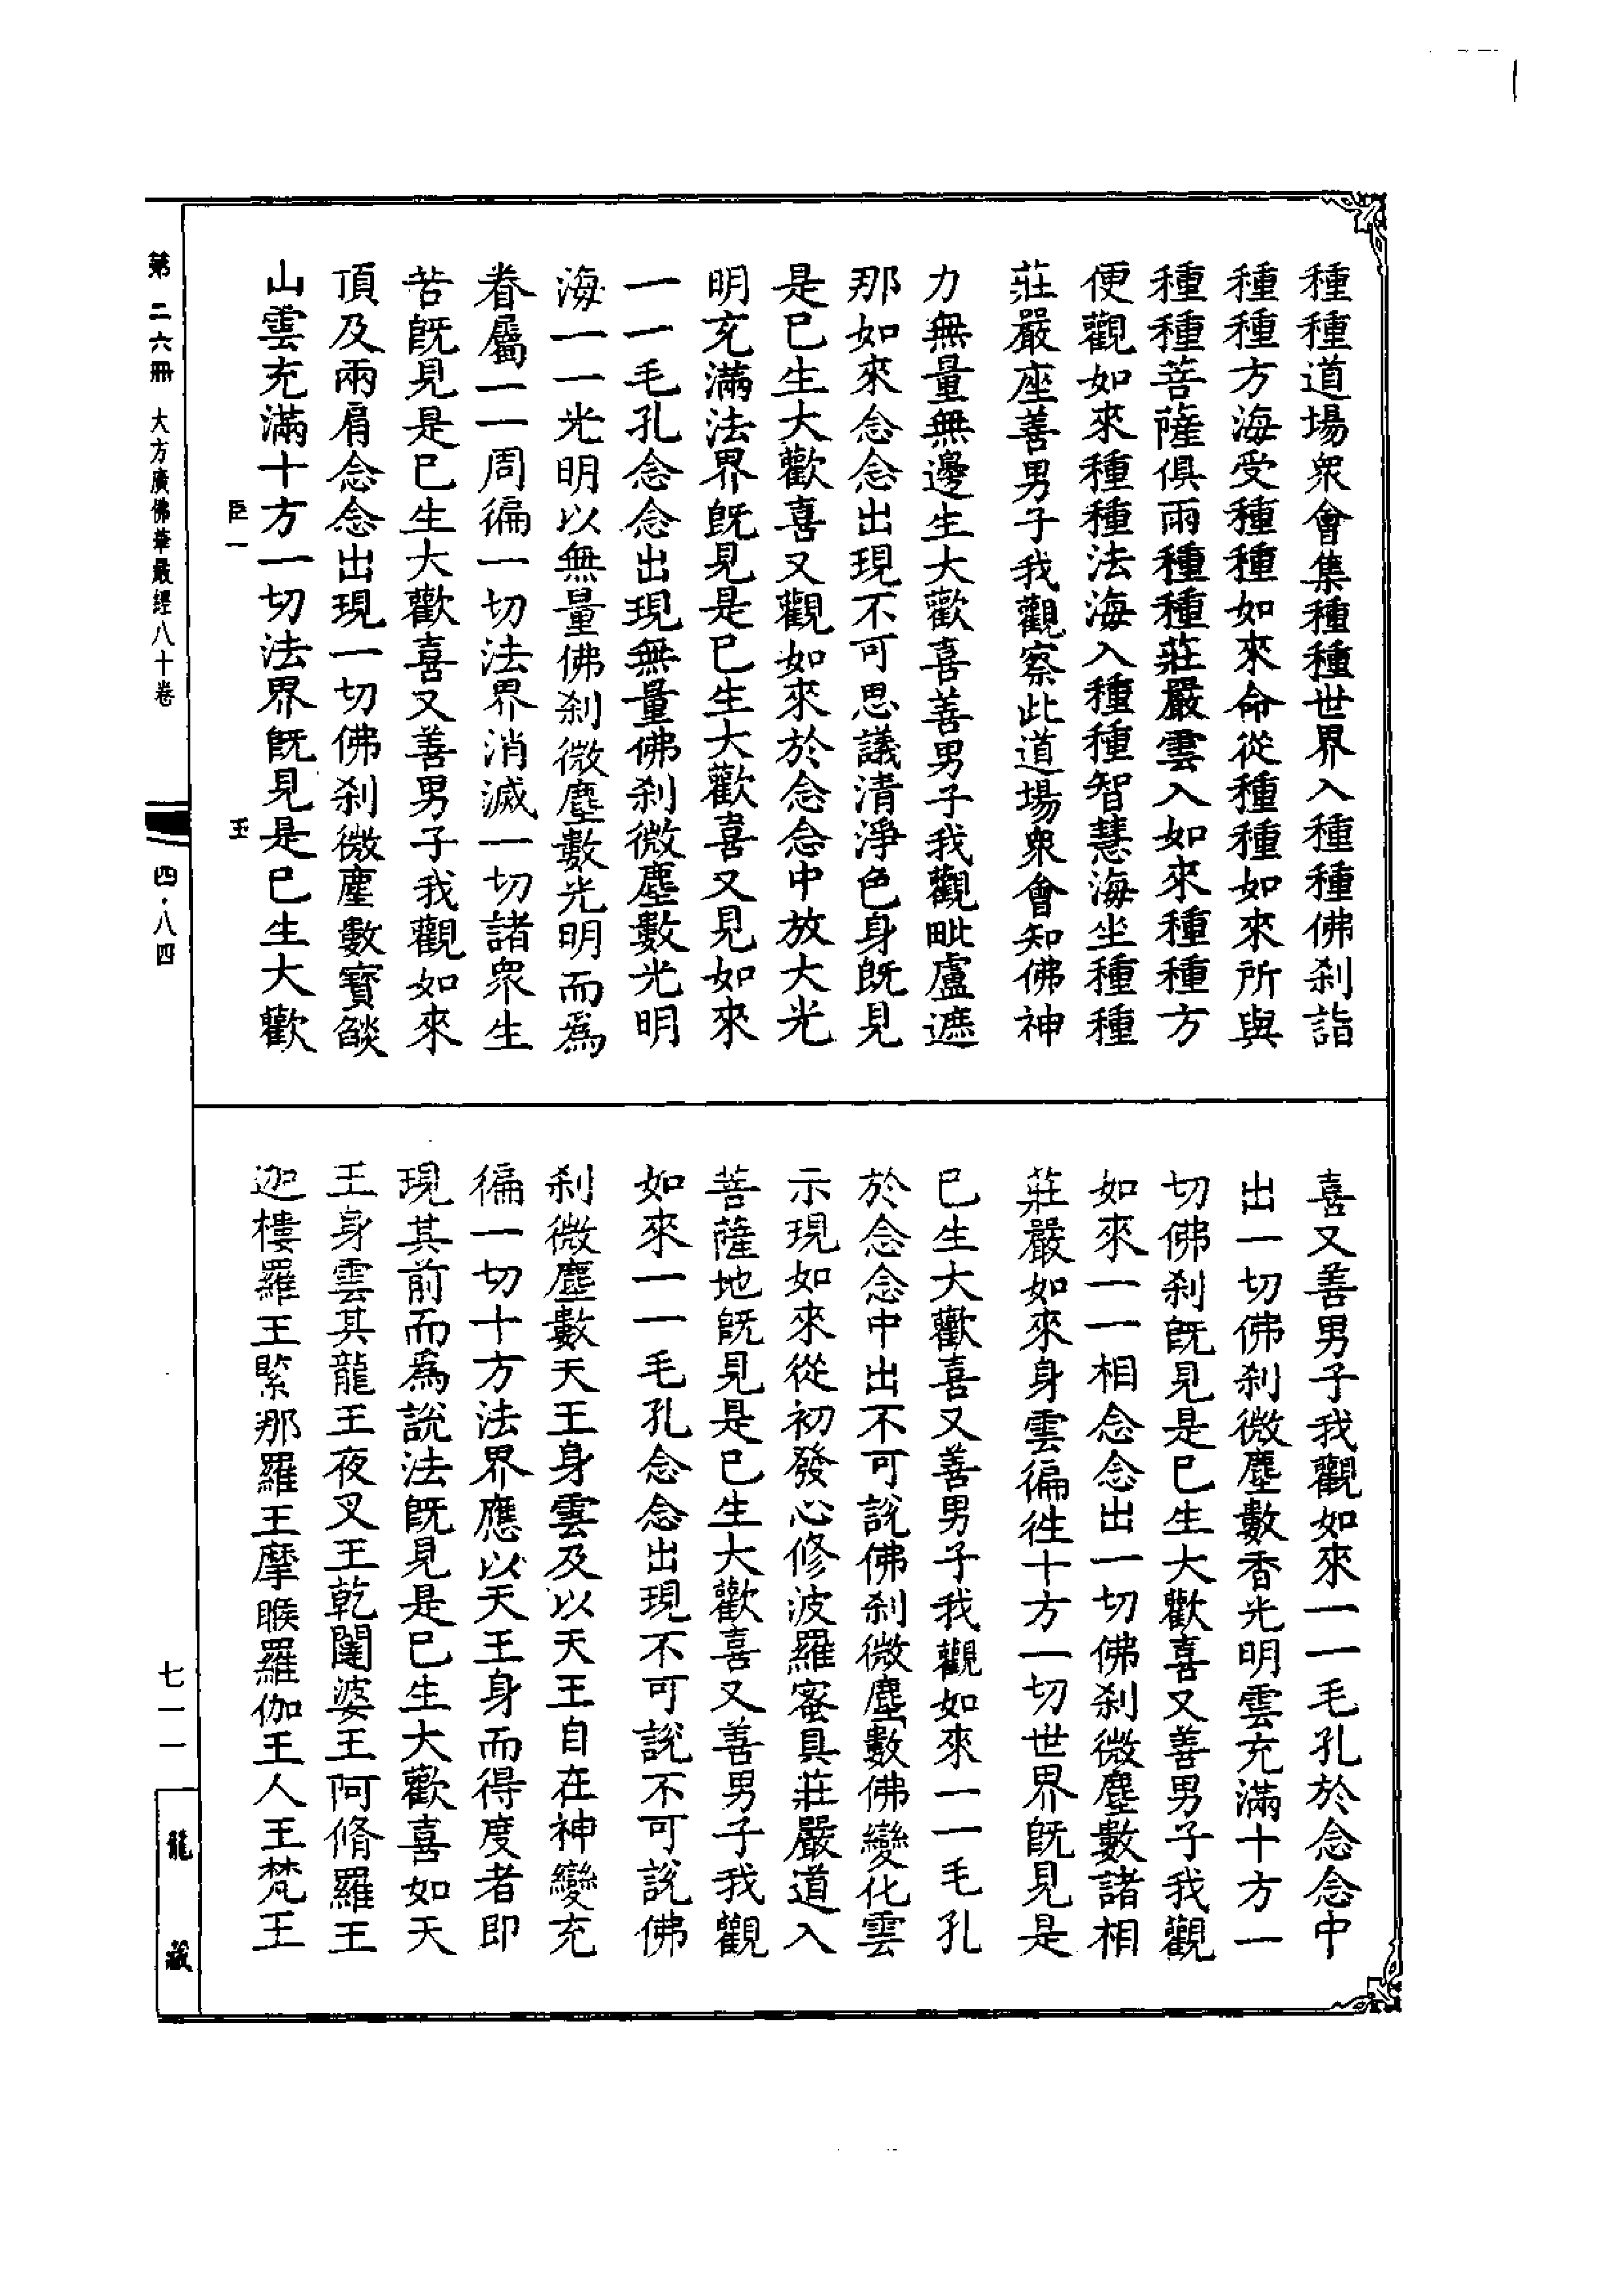 種種道場衆會集種種世界入種種佛刹詣
種種方海受種種如來命從種種如來所與
種種菩薩俱雨種種莊嚴雲入如來種種方
便觀如來種種法海入種種智慧海坐種種
莊嚴座善男子我觀察此道場衆會知佛神
力無量無邊生大歡喜善男子我觀毗盧遮
那如來念念出現不可思議清淨色身旣見
是已生大歡喜又觀如來於念念中放大光
明充滿法界旣見是已生大歡喜又見如來
一一毛孔念念出現無量佛刹微塵數光明
海一一光明以無量佛刹微塵數光明而爲
眷屬一一周徧一切法界消滅一切諸衆生
苦旣見是已生大歡喜又善男子我觀如來
頂及兩肩念念出現一切佛刹微塵數寳燄
山雲充滿十方一切法界旣見是已生大歡
臣一 玉
喜又善男子我觀如來一一毛孔於念念中
出一切佛刹微塵數香光明雲充滿十方一
切佛刹旣見是已生大歡喜又善男子我觀
如來一一相念念出一切佛刹微塵數諸相
莊嚴如來身雲徧徃十方一切世界旣見是
已生大歡喜又善男子我觀如來一一毛孔
於念念中出不可說佛刹微塵數佛變化雲
示現如來從初發心修波羅蜜具莊嚴道入
菩薩地旣見是已生大歡喜又善男子我觀
如來一一毛孔念念出現不可說不可說佛
刹微塵數天王身雲及以天王自在神變充
徧一切十方法界應以天王身而得度者即
現其前而爲說法旣見是已生大歡喜如天
王身雲其龍王夜叉王乾闥婆王阿脩羅王
迦樓羅王緊那羅王摩睺羅伽王人王梵王
第二六冊 大方廣佛華嚴經八十卷
四·八四
七一一
龍藏